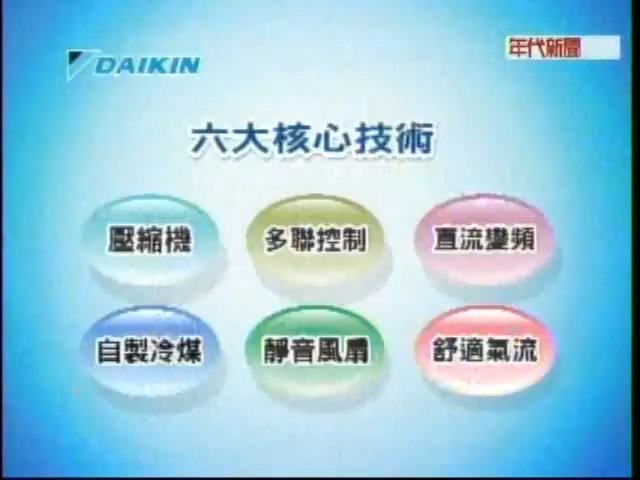 DAIKIN
年代新聞
六大核心技術
壓縮機
多聯控制
直流變頻
自製冷煤
靜音風扇
舒適氣流